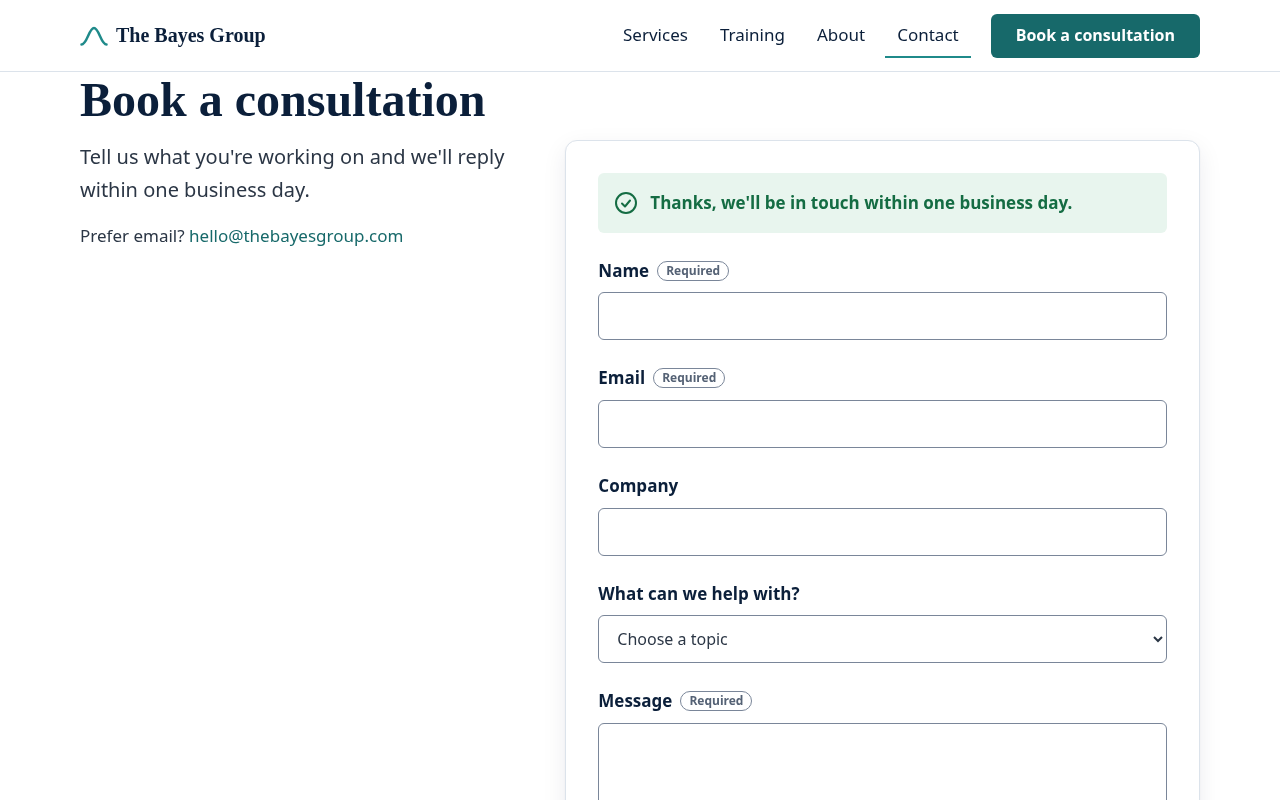 The Bayes Group
Services
Training
About
Contact
Book a consultation
Book a consultation
Tell us what you're working on and we'll reply
within one business day.
Prefer email? hello@thebayesgroup.com
Thanks, we'll be in touch within one business day.
Name Required
Email Required
Company
What can we help with?
Choose a topic
Message Required